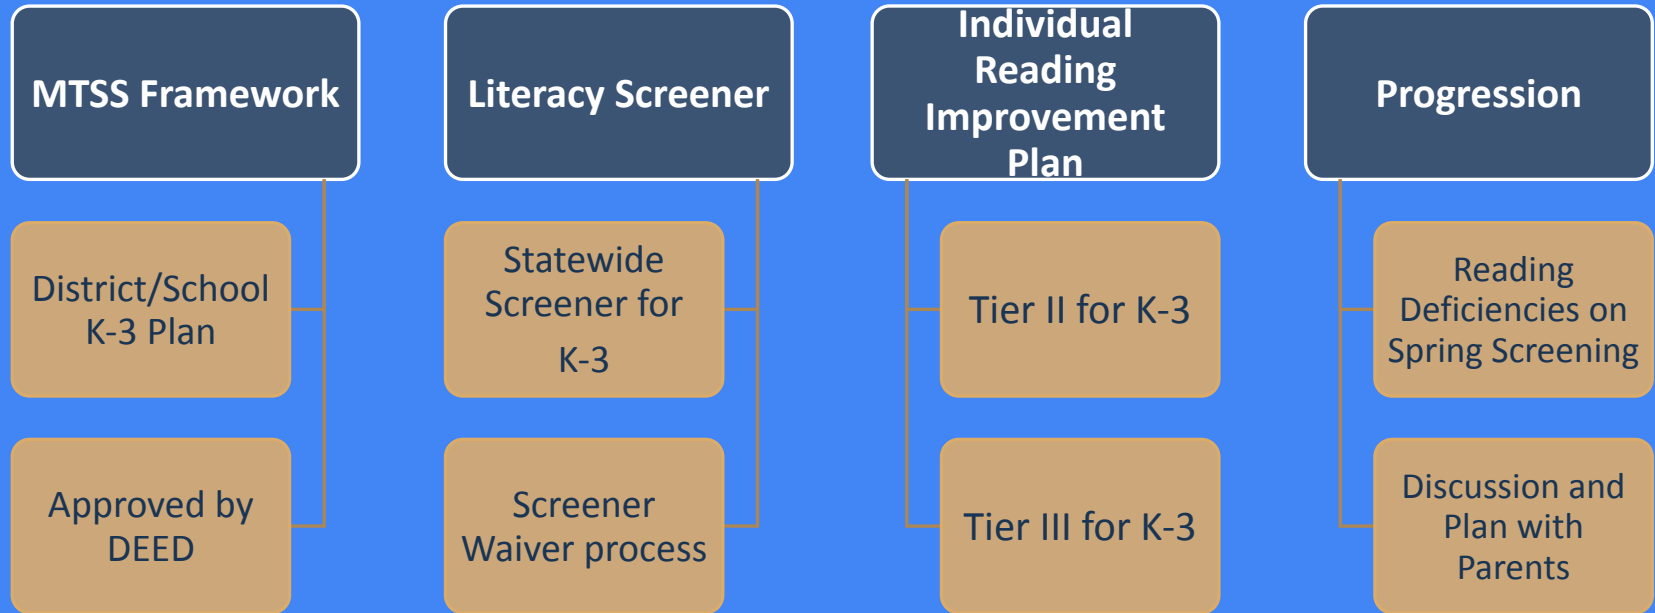 MTSS Framework
District/School
K-3 Plan
Approved by
DEED
Literacy Screener
Statewide
Screener for
K-3
Screener
Waiver process
Individual
Reading
Improvement
Plan
Tier II for K-3
Tier III for K-3
Progression
Reading
Deficiencies on
Spring Screening
Discussion and
Plan with
Parents